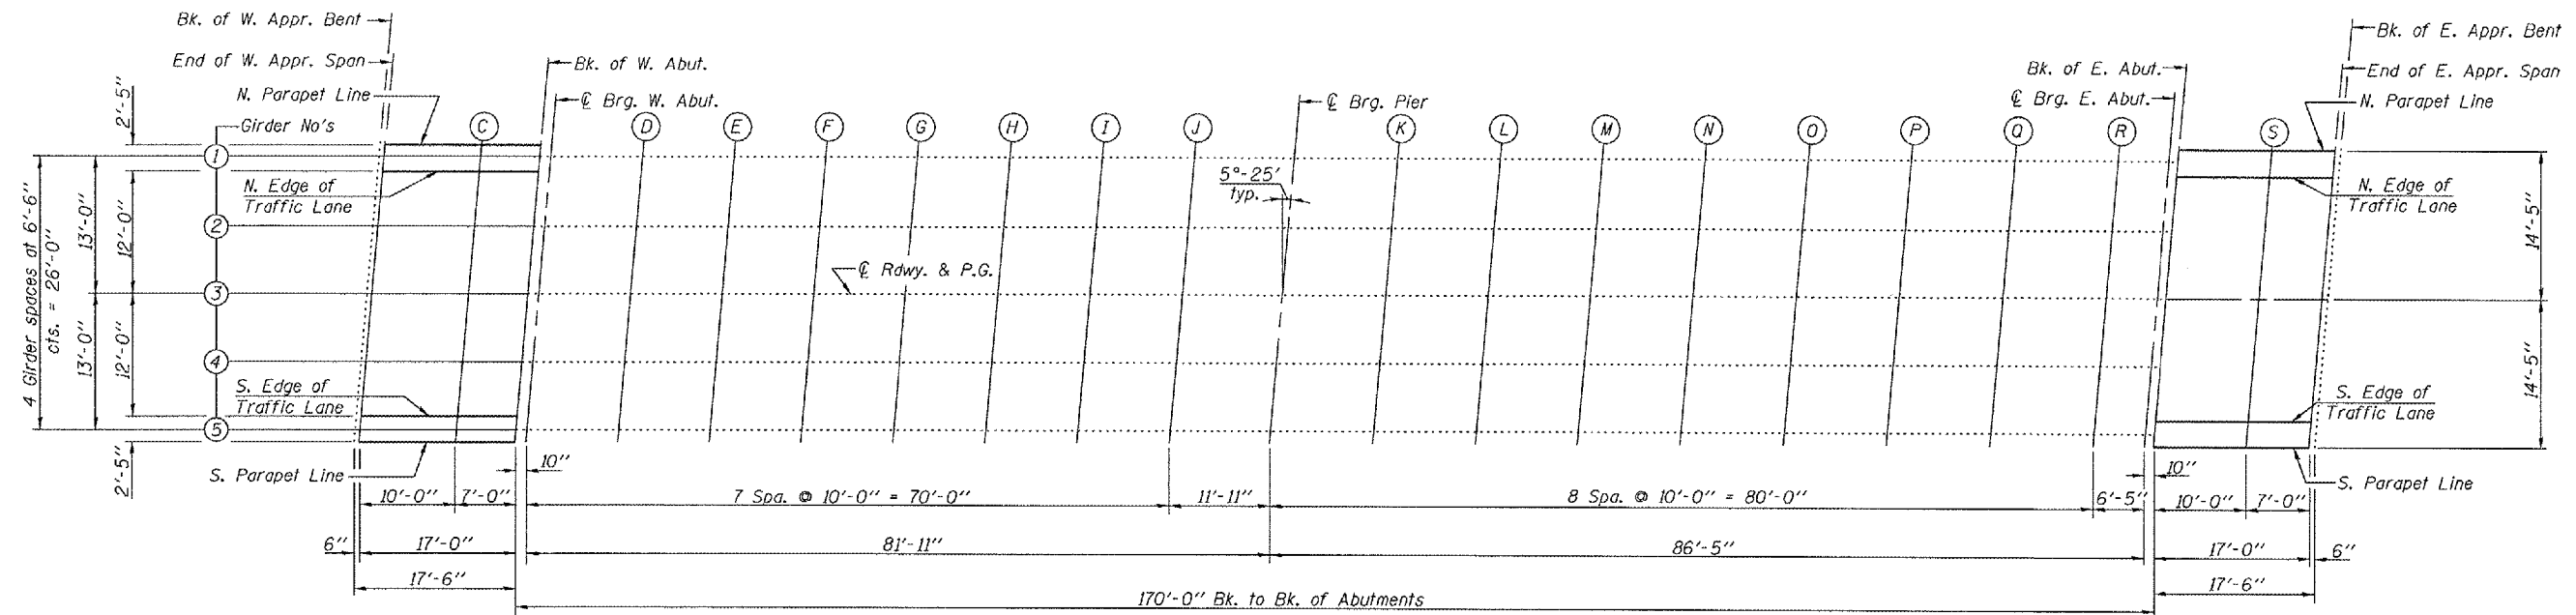 Bk. of W. Appr. Bent
End of W. Appr. Span
N. Parapet Line
Girder No's
Bk. of W. Abut.
℄ Brg. W. Abut.
℄ Brg. Pier
Bk. of E. Abut.
℄ Brg. E. Abut.
Bk. of E. Appr. Bent
End of E. Appr. Span
N. Parapet Line
C
D
E
F
G
H
I
J
K
L
M
N
O
P
Q
R
S
1
2
3
4
5
2'-5"
4 Girder spaces at 6'-6"
cts. = 26'-0"
13'-0"
13'-0"
12'-0"
12'-0"
2'-5"
N. Edge of
Traffic Lane
5°-25'
typ.
℄ Rdwy. & P.G.
N. Edge of
Traffic Lane
14'-5"
14'-5"
S. Edge of
Traffic Lane
S. Parapet Line
S. Edge of
Traffic Lane
S. Parapet Line
10"
10"
10'-0"
7'-0"
7 Spa. @ 10'-0" = 70'-0"
11'-11"
8 Spa. @ 10'-0" = 80'-0"
6'-5"
10'-0"
7'-0"
6"
17'-0"
81'-11"
86'-5"
17'-0"
6"
17'-6"
17'-6"
170'-0" Bk. to Bk. of Abutments